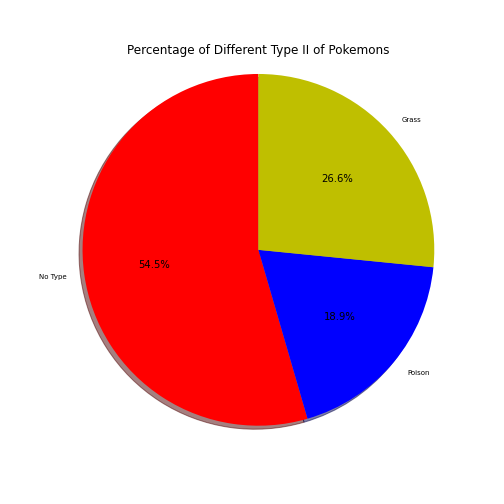 Percentage of Different Type II of Pokemons
Grass
26.6%
54.5%
No Type
18.9%
Poison